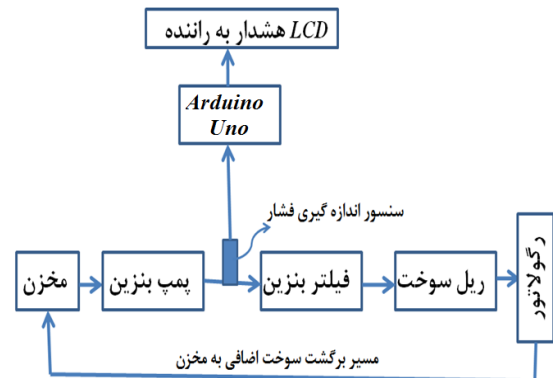 LCD هشدار به راننده
Arduino
Uno
سنسور اندازه گیری فشار
مخزن
پمپ بنزین
فیلتر بنزین
ریل سوخت
رگولاتور
مسیر برگشت سوخت اضافی به مخزن